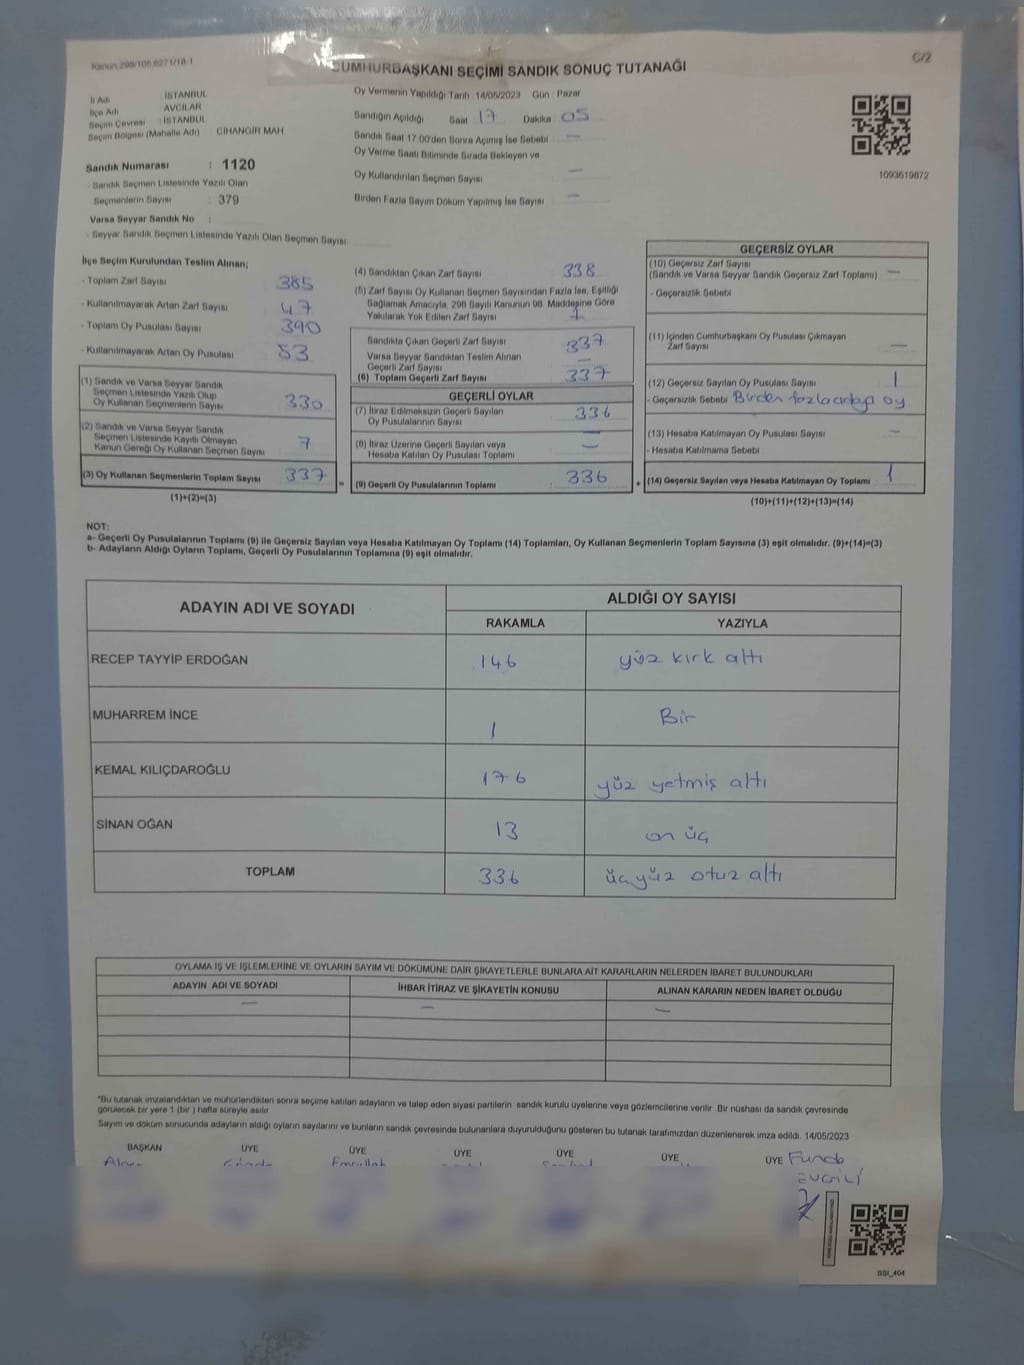 Kanun:298/105,6271/18-1
C/2
CUMHURBAŞKANI SEÇİMİ SANDIK SONUÇ TUTANAĞI
İl Adı : İSTANBUL
İlçe Adı AVCILAR
Seçim Çevresi : İSTANBUL
Seçim Bölgesi (Mahalle Adı) CİHANGİR MAH
Sandık Numarası : 1120
- Sandık Seçmen Listesinde Yazılı Olan
Seçmenlerin Sayısı : 379
Varsa Seyyar Sandık No :
- Seyyar Sandık Seçmen Listesinde Yazılı Olan Seçmen Sayısı
Oy Vermenin Yapıldığı Tarih : 14/05/2023 Gün : Pazar
Sandığın Açıldığı Saat 17 Dakika 05
Sandık Saat 17:00'den Sonra Açılmış İse Sebebi —
Oy Verme Saati Bitiminde Sırada Bekleyen ve
Oy Kullandırılan Seçmen Sayısı —
Birden Fazla Sayım Döküm Yapılmış İse Sayısı —
1093619872
İlçe Seçim Kurulundan Teslim Alınan;
- Toplam Zarf Sayısı 385
- Kullanılmayarak Artan Zarf Sayısı 47
- Toplam Oy Pusulası Sayısı 390
- Kullanılmayarak Artan Oy Pusulası 53
(1) Sandık ve Varsa Seyyar Sandık
Seçmen Listesinde Yazılı Olup
Oy Kullanan Seçmenlerin Sayısı 330
(2) Sandık ve Varsa Seyyar Sandık
Seçmen Listesinde Kayıtlı Olmayan
Kanun Gereği Oy Kullanan Seçmen Sayısı 7
(3) Oy Kullanan Seçmenlerin Toplam Sayısı 337
(1)+(2)=(3)
(4) Sandıktan Çıkan Zarf Sayısı 338
(5) Zarf Sayısı Oy Kullanan Seçmen Sayısından Fazla İse, Eşitliği
Sağlamak Amacıyla, 298 Sayılı Kanunun 98. Maddesine Göre
Yakılarak Yok Edilen Zarf Sayısı 1
Sandıkta Çıkan Geçerli Zarf Sayısı 337
Varsa Seyyar Sandıktan Teslim Alınan
Geçerli Zarf Sayısı —
(6) Toplam Geçerli Zarf Sayısı 337
GEÇERLİ OYLAR
(7) İtiraz Edilmeksizin Geçerli Sayılan
Oy Pusulalarının Sayısı 336
(8) İtiraz Üzerine Geçerli Sayılan veya
Hesaba Katılan Oy Pusulası Toplamı —
= (9) Geçerli Oy Pusulalarının Toplamı 336 +
GEÇERSİZ OYLAR
(10) Geçersiz Zarf Sayısı
(Sandık ve Varsa Seyyar Sandık Geçersiz Zarf Toplamı) —
- Geçersizlik Sebebi
(11) İçinden Cumhurbaşkanı Oy Pusulası Çıkmayan
Zarf Sayısı —
(12) Geçersiz Sayılan Oy Pusulası Sayısı 1
- Geçersizlik Sebebi Birden fazla adaya oy
(13) Hesaba Katılmayan Oy Pusulası Sayısı —
- Hesaba Katılmama Sebebi
(14) Geçersiz Sayılan veya Hesaba Katılmayan Oy Toplamı 1
(10)+(11)+(12)+(13)=(14)
NOT:
a- Geçerli Oy Pusulalarının Toplamı (9) ile Geçersiz Sayılan veya Hesaba Katılmayan Oy Toplamı (14) Toplamları, Oy Kullanan Seçmenlerin Toplam Sayısına (3) eşit olmalıdır. (9)+(14)=(3)
b- Adayların Aldığı Oyların Toplamı, Geçerli Oy Pusulalarının Toplamına (9) eşit olmalıdır.
ADAYIN ADI VE SOYADI
ALDIĞI OY SAYISI
RAKAMLA YAZIYLA
RECEP TAYYİP ERDOĞAN 146 yüz kırk altı
MUHARREM İNCE 1 Bir
KEMAL KILIÇDAROĞLU 176 yüz yetmiş altı
SİNAN OĞAN 13 on üç
TOPLAM 336 üçyüz otuz altı
OYLAMA İŞ VE İŞLEMLERİNE VE OYLARIN SAYIM VE DÖKÜMÜNE DAİR ŞİKAYETLERLE BUNLARA AİT KARARLARIN NELERDEN İBARET BULUNDUKLARI
ADAYIN ADI VE SOYADI İHBAR İTİRAZ VE ŞİKAYETİN KONUSU ALINAN KARARIN NEDEN İBARET OLDUĞU
— — —
"Bu tutanak imzalandıktan ve mühürlendikten sonra seçime katılan adayların ve talep eden siyasi partilerin sandık kurulu üyelerine veya gözlemcilerine verilir. Bir nüshası da sandık çevresinde
görülecek bir yere 1 (bir) hafta süreyle asılır
Sayım ve döküm sonucunda adayların aldığı oyların sayılarını ve bunların sandık çevresinde bulunanlara duyurulduğunu gösteren bu tutanak tarafımızdan düzenlenerek imza edildi. 14/05/2023
BAŞKAN ÜYE ÜYE ÜYE ÜYE ÜYE ÜYE Funda
EVGİLİ
SSI_404